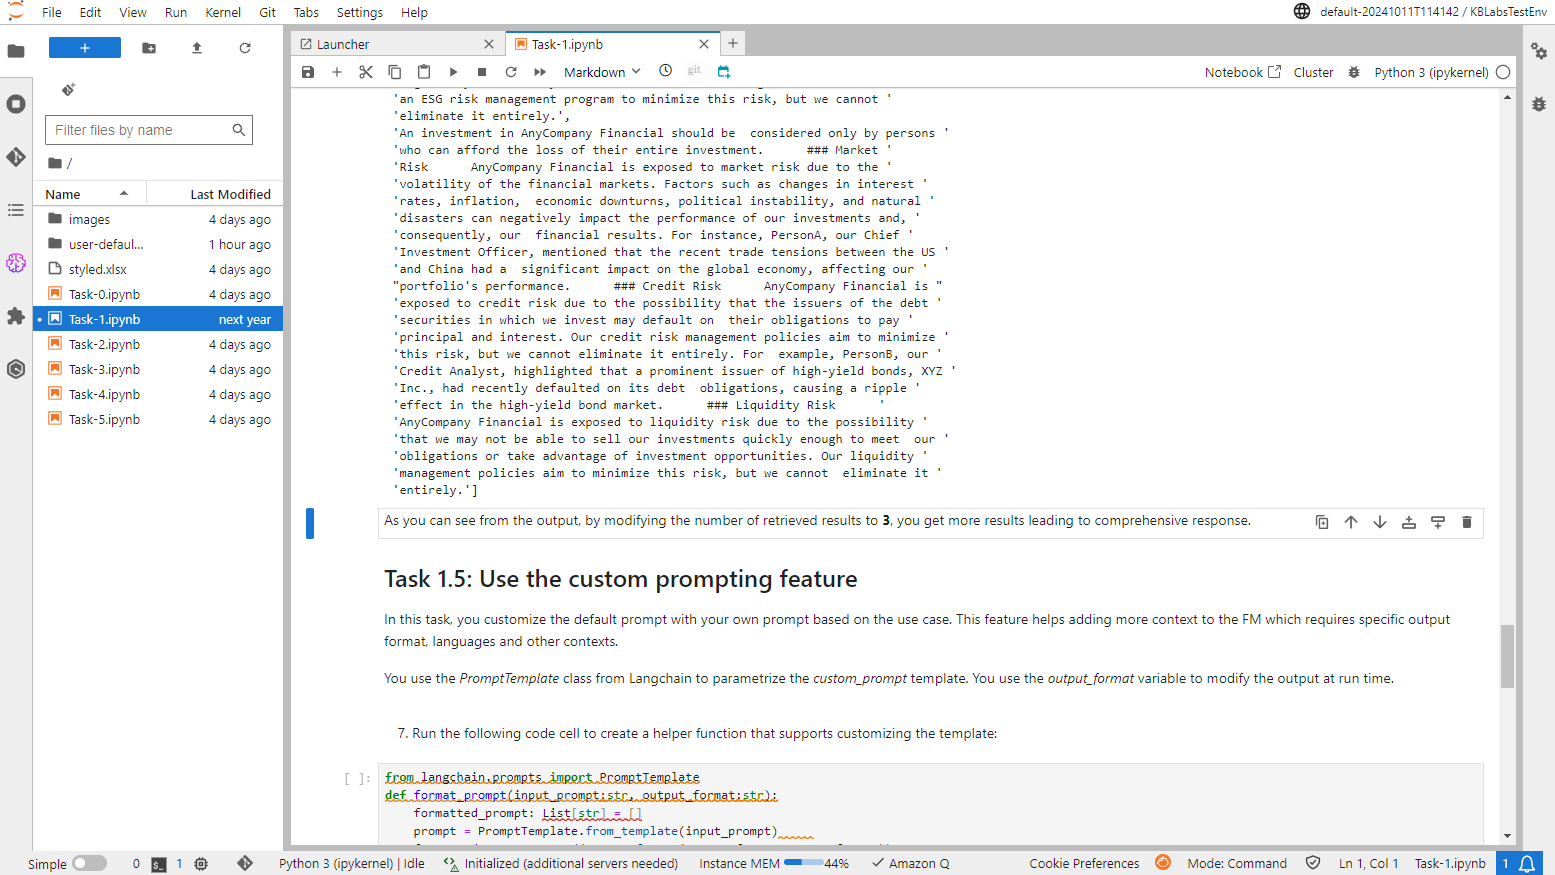 File Edit View Run Kernel Git Tabs Settings Help
default-20241011T114142 / KBLabsTestEnv
Launcher
Task-1.ipynb
Markdown
git
Notebook
Cluster
Python 3 (ipykernel)
Filter files by name
/
Name Last Modified
images 4 days ago
user-defaul... 1 hour ago
styled.xlsx 4 days ago
Task-0.ipynb 4 days ago
Task-1.ipynb next year
Task-2.ipynb 4 days ago
Task-3.ipynb 4 days ago
Task-4.ipynb 4 days ago
Task-5.ipynb 4 days ago
'an ESG risk management program to minimize this risk, but we cannot '
'eliminate it entirely.',
'An investment in AnyCompany Financial should be  considered only by persons '
'who can afford the loss of their entire investment.      ### Market '
'Risk      AnyCompany Financial is exposed to market risk due to the '
'volatility of the financial markets. Factors such as changes in interest '
'rates, inflation,  economic downturns, political instability, and natural '
'disasters can negatively impact the performance of our investments and, '
'consequently, our  financial results. For instance, PersonA, our Chief '
'Investment Officer, mentioned that the recent trade tensions between the US '
'and China had a  significant impact on the global economy, affecting our '
"portfolio's performance.      ### Credit Risk      AnyCompany Financial is "
'exposed to credit risk due to the possibility that the issuers of the debt '
'securities in which we invest may default on  their obligations to pay '
'principal and interest. Our credit risk management policies aim to minimize '
'this risk, but we cannot eliminate it entirely. For  example, PersonB, our '
'Credit Analyst, highlighted that a prominent issuer of high-yield bonds, XYZ '
'Inc., had recently defaulted on its debt  obligations, causing a ripple '
'effect in the high-yield bond market.      ### Liquidity Risk      '
'AnyCompany Financial is exposed to liquidity risk due to the possibility '
'that we may not be able to sell our investments quickly enough to meet  our '
'obligations or take advantage of investment opportunities. Our liquidity '
'management policies aim to minimize this risk, but we cannot  eliminate it '
'entirely.']
As you can see from the output, by modifying the number of retrieved results to 3, you get more results leading to comprehensive response.
Task 1.5: Use the custom prompting feature
In this task, you customize the default prompt with your own prompt based on the use case. This feature helps adding more context to the FM which requires specific output
format, languages and other contexts.
You use the PromptTemplate class from Langchain to parametrize the custom_prompt template. You use the output_format variable to modify the output at run time.
7. Run the following code cell to create a helper function that supports customizing the template:
[ ]:
from langchain.prompts import PromptTemplate
def format_prompt(input_prompt:str, output_format:str):
    formatted_prompt: List[str] = []
    prompt = PromptTemplate.from_template(input_prompt)
Simple 0 1 Python 3 (ipykernel) | Idle Initialized (additional servers needed) Instance MEM 44% Amazon Q Cookie Preferences Mode: Command Ln 1, Col 1 Task-1.ipynb 1